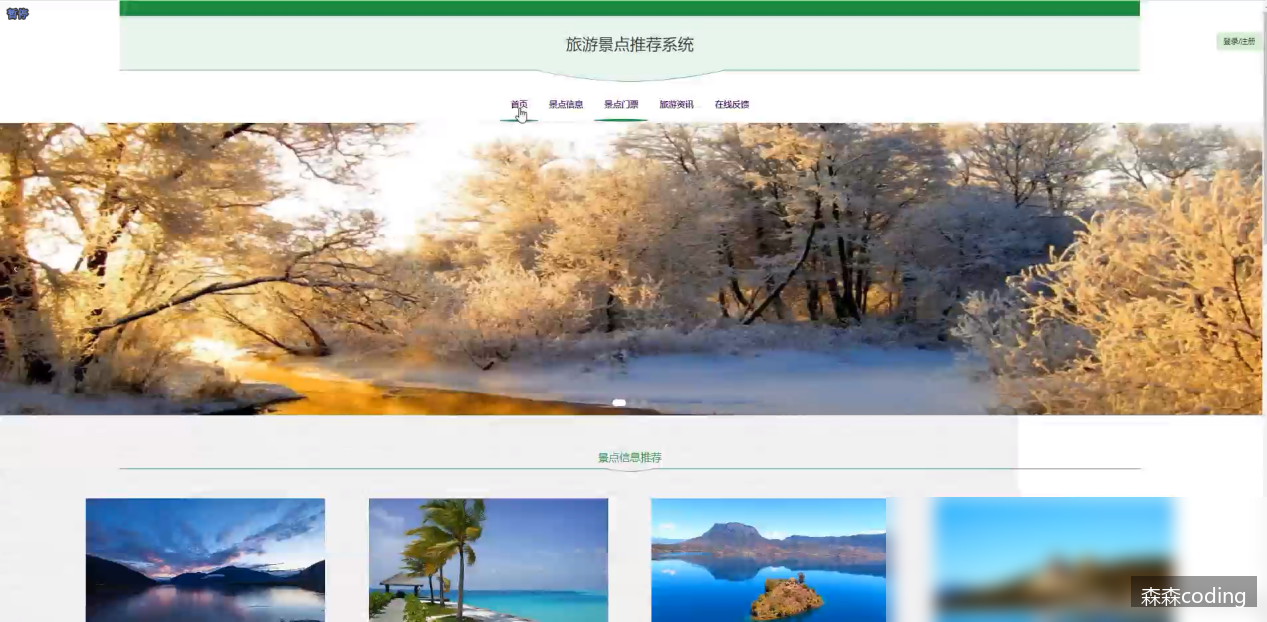 暂停
旅游景点推荐系统
登录/注册
首页 景点信息 景点门票 旅游资讯 在线反馈
景点信息推荐
森森coding